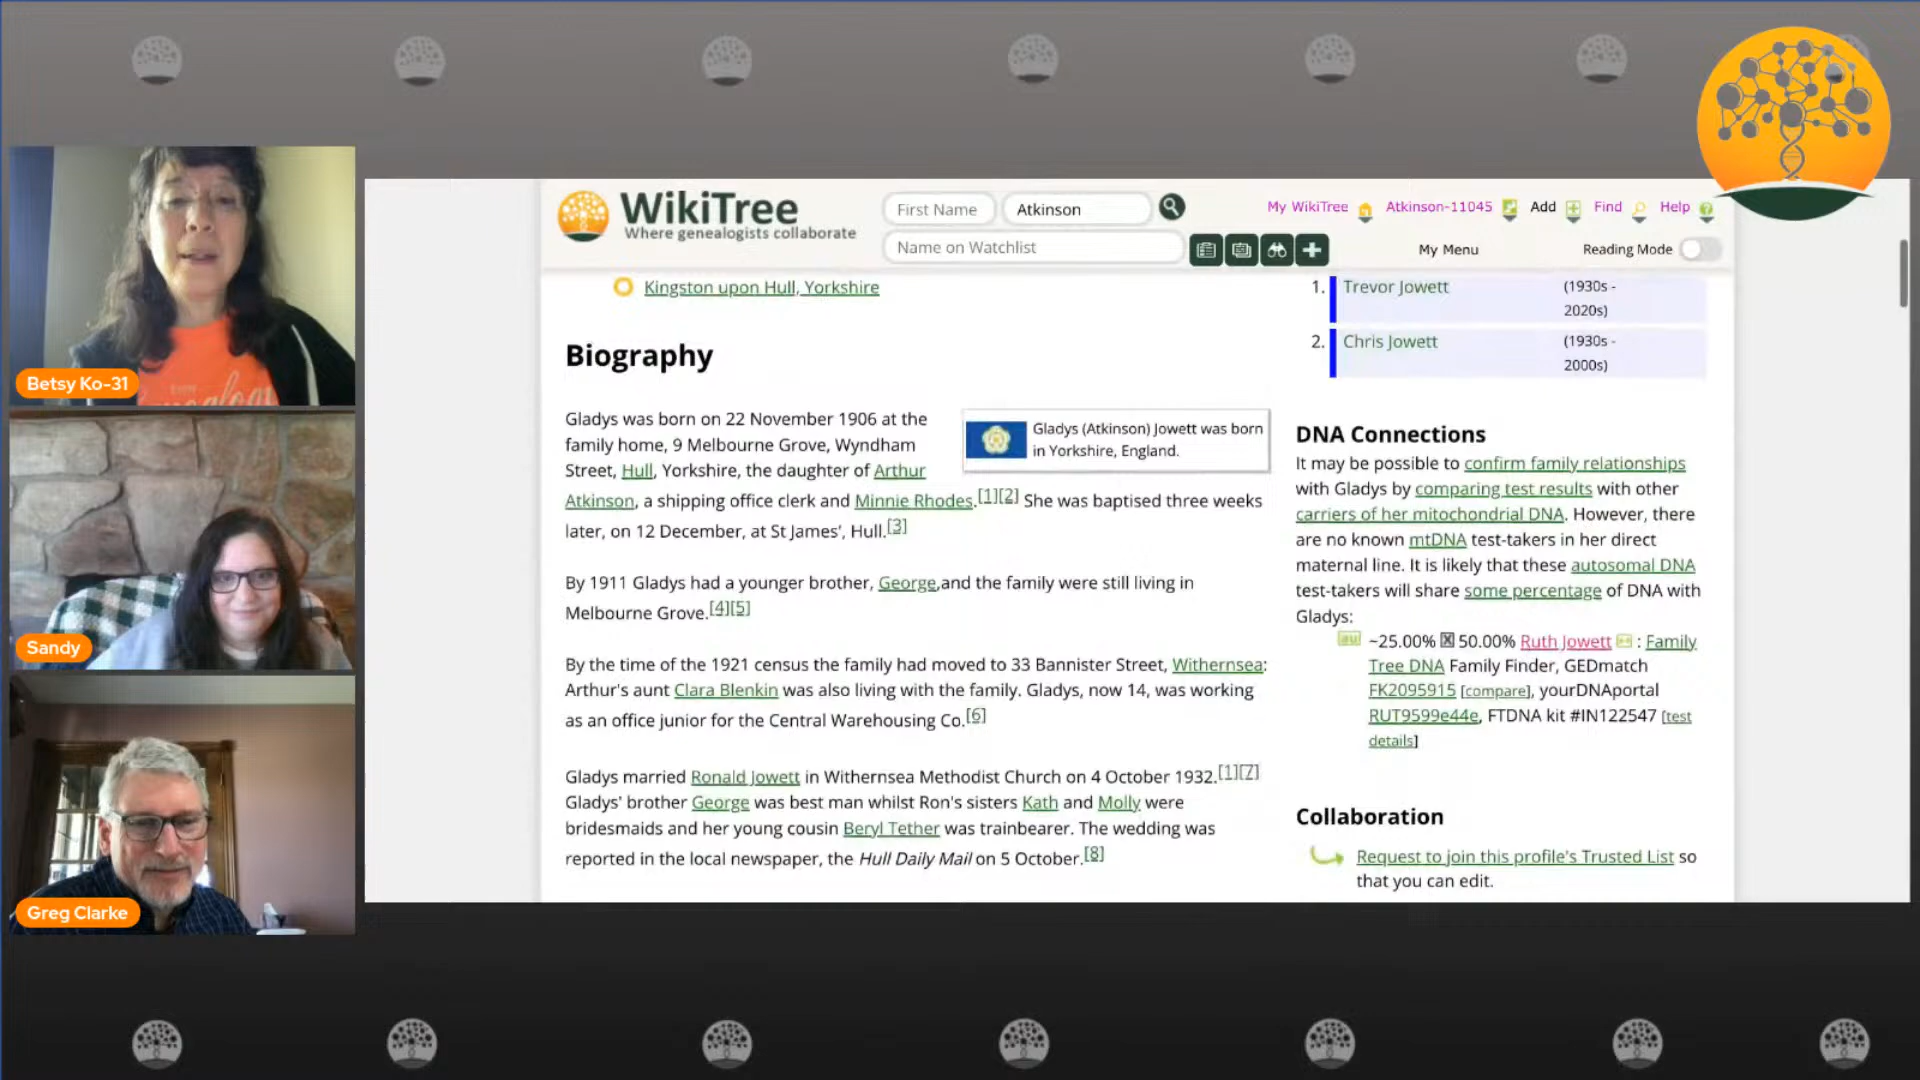 WikiTree
Where genealogists collaborate
First Name
Atkinson
Name on Watchlist
My WikiTree
Atkinson-11045
Add
Find
Help
My Menu
Reading Mode
Kingston upon Hull, Yorkshire
Biography
Gladys was born on 22 November 1906 at the
family home, 9 Melbourne Grove, Wyndham
Street, Hull, Yorkshire, the daughter of Arthur
Atkinson, a shipping office clerk and Minnie Rhodes.[1][2] She was baptised three weeks
later, on 12 December, at St James’, Hull.[3]
Gladys (Atkinson) Jowett was born
in Yorkshire, England.
By 1911 Gladys had a younger brother, George,and the family were still living in
Melbourne Grove.[4][5]
By the time of the 1921 census the family had moved to 33 Bannister Street, Withernsea:
Arthur's aunt Clara Blenkin was also living with the family. Gladys, now 14, was working
as an office junior for the Central Warehousing Co.[6]
Gladys married Ronald Jowett in Withernsea Methodist Church on 4 October 1932.[1][7]
Gladys' brother George was best man whilst Ron's sisters Kath and Molly were
bridesmaids and her young cousin Beryl Tether was trainbearer. The wedding was
reported in the local newspaper, the Hull Daily Mail on 5 October.[8]
1. Trevor Jowett (1930s -
2020s)
2. Chris Jowett (1930s -
2000s)
DNA Connections
It may be possible to confirm family relationships
with Gladys by comparing test results with other
carriers of her mitochondrial DNA. However, there
are no known mtDNA test-takers in her direct
maternal line. It is likely that these autosomal DNA
test-takers will share some percentage of DNA with
Gladys:
au ~25.00% X 50.00% Ruth Jowett : Family
Tree DNA Family Finder, GEDmatch
FK2095915 [compare], yourDNAportal
RUT9599e44e, FTDNA kit #IN122547 [test
details]
Collaboration
Request to join this profile's Trusted List so
that you can edit.
Betsy Ko-31
Sandy
Greg Clarke